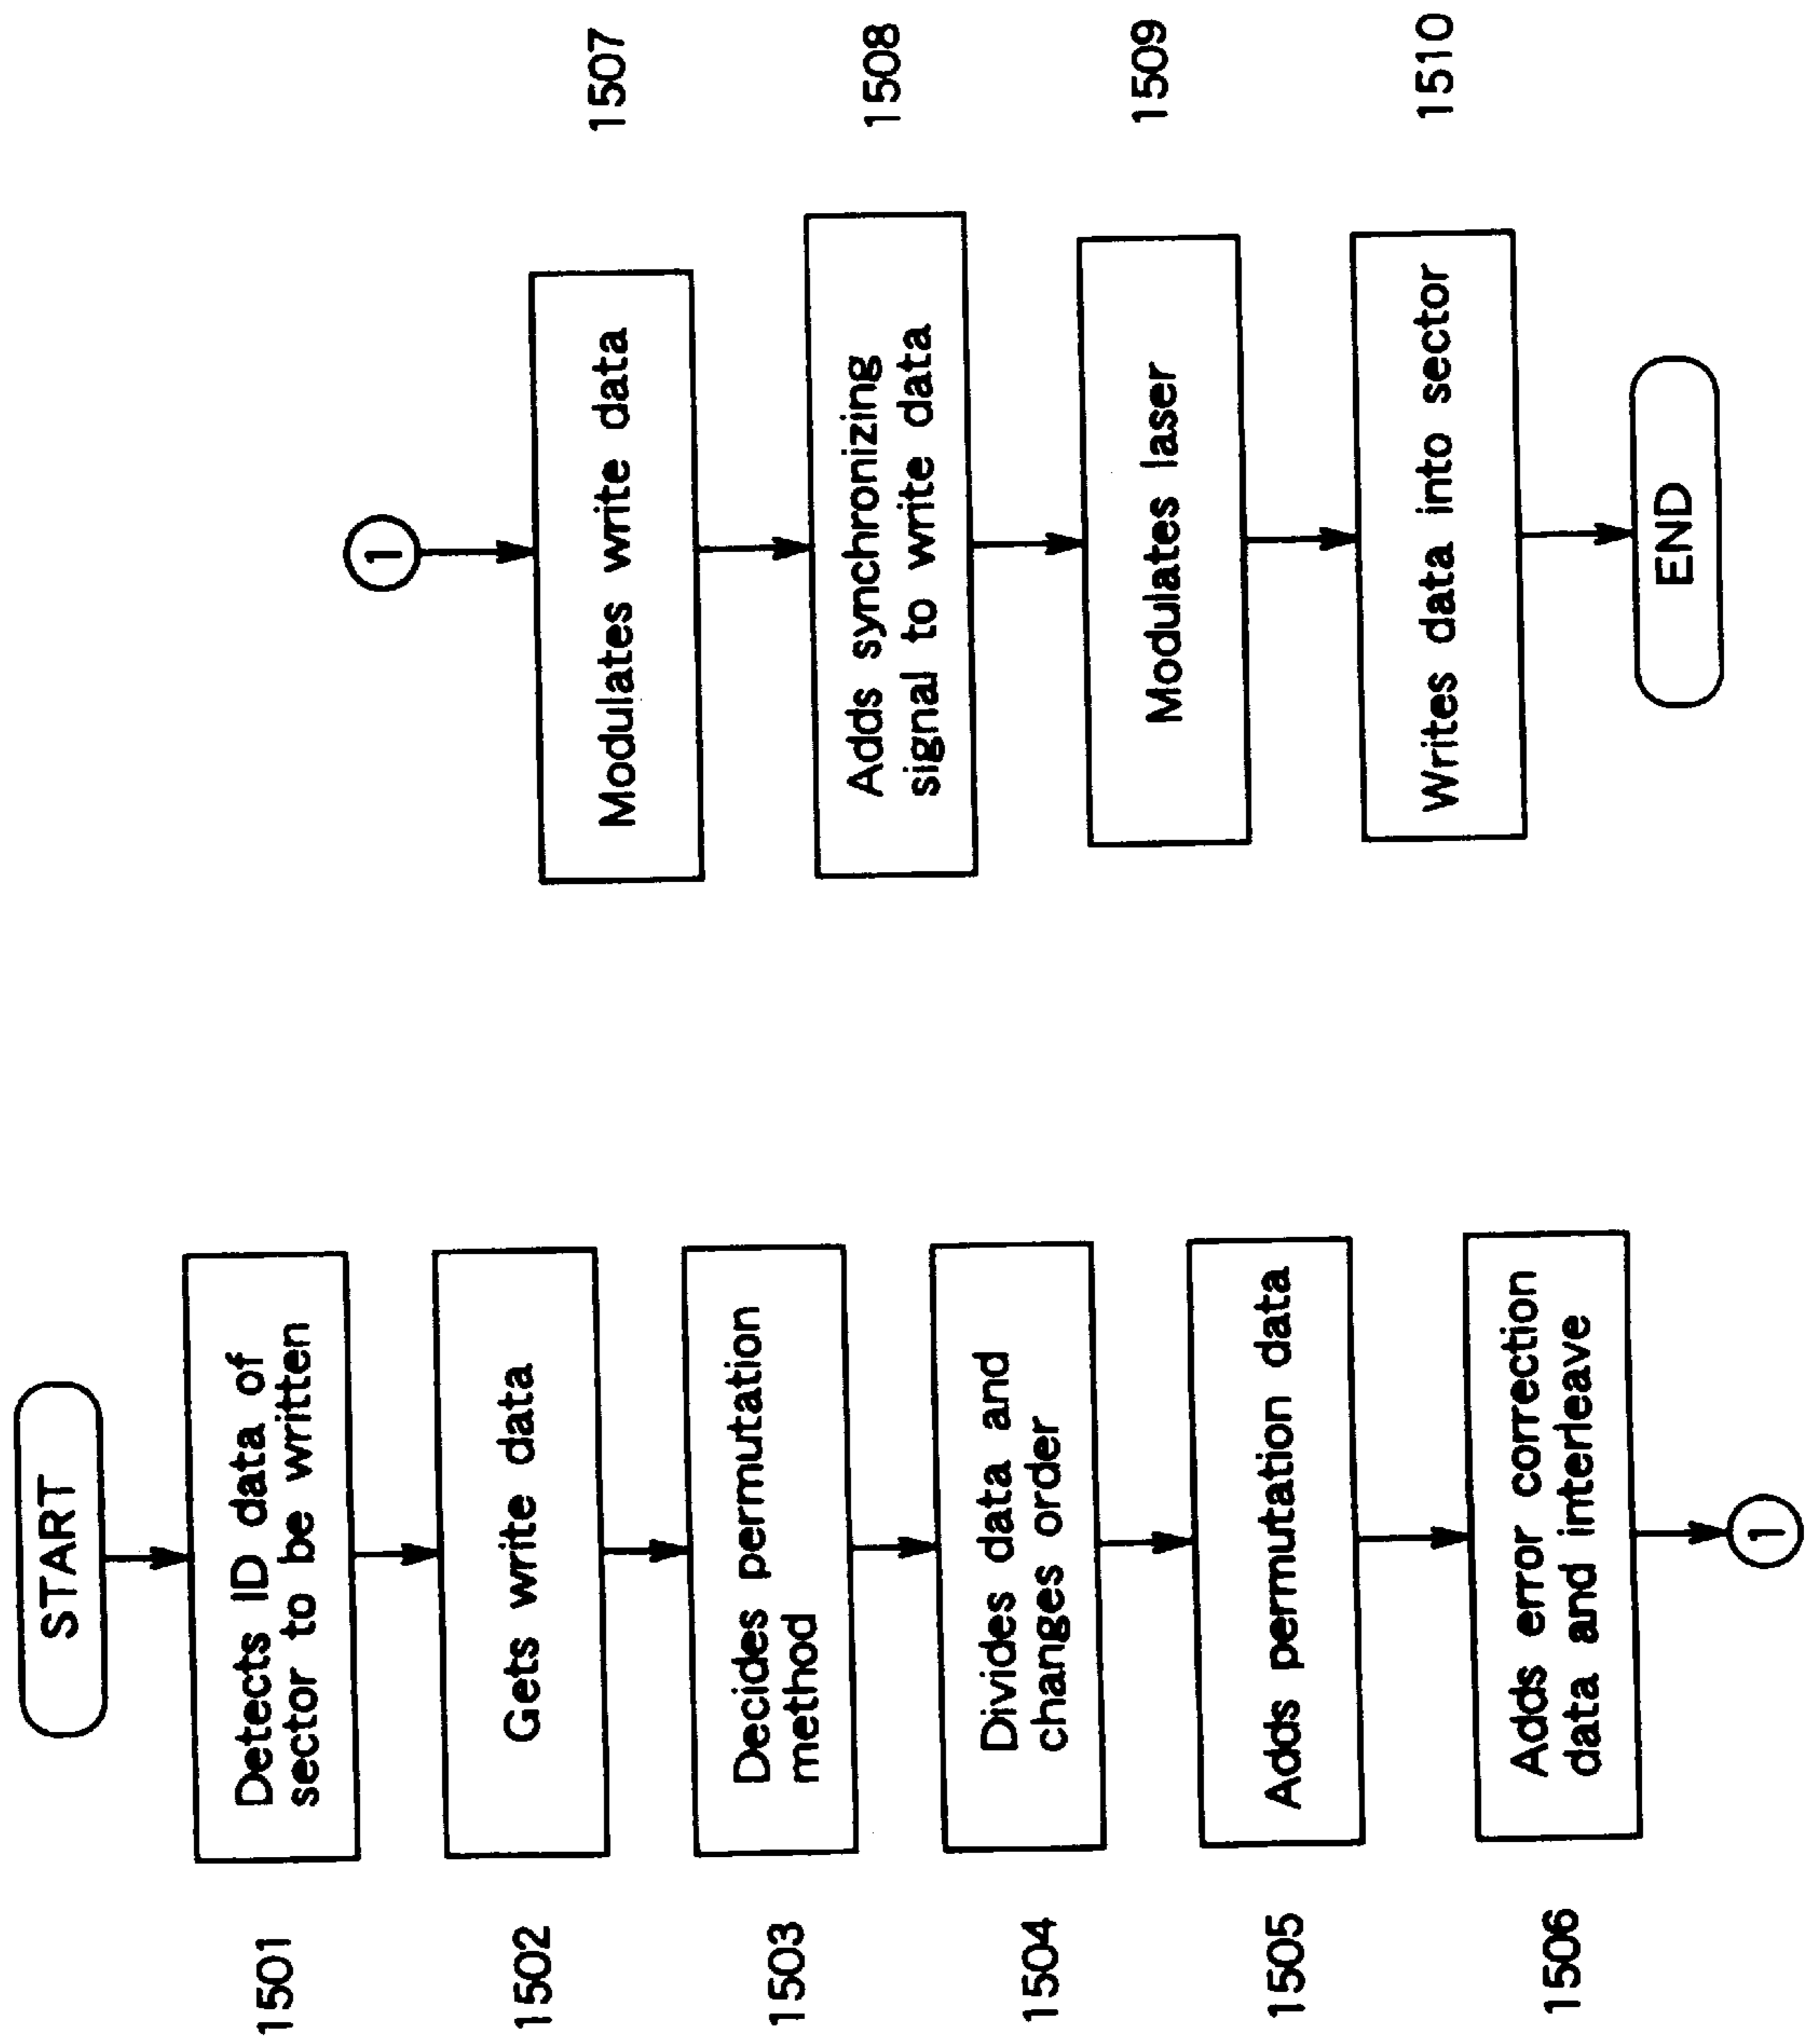 START
1501
Detects ID data of
sector to be written
1502
Gets write data
1503
Decides permutation
method
1504
Divides data and
changes order
1505
Adds permutation data
1506
Adds error correction
data and interleave
1
1
Modulates write data
1507
Adds synchronizing
signal to write data
1508
Modulates laser
1509
Writes data into sector
1510
END